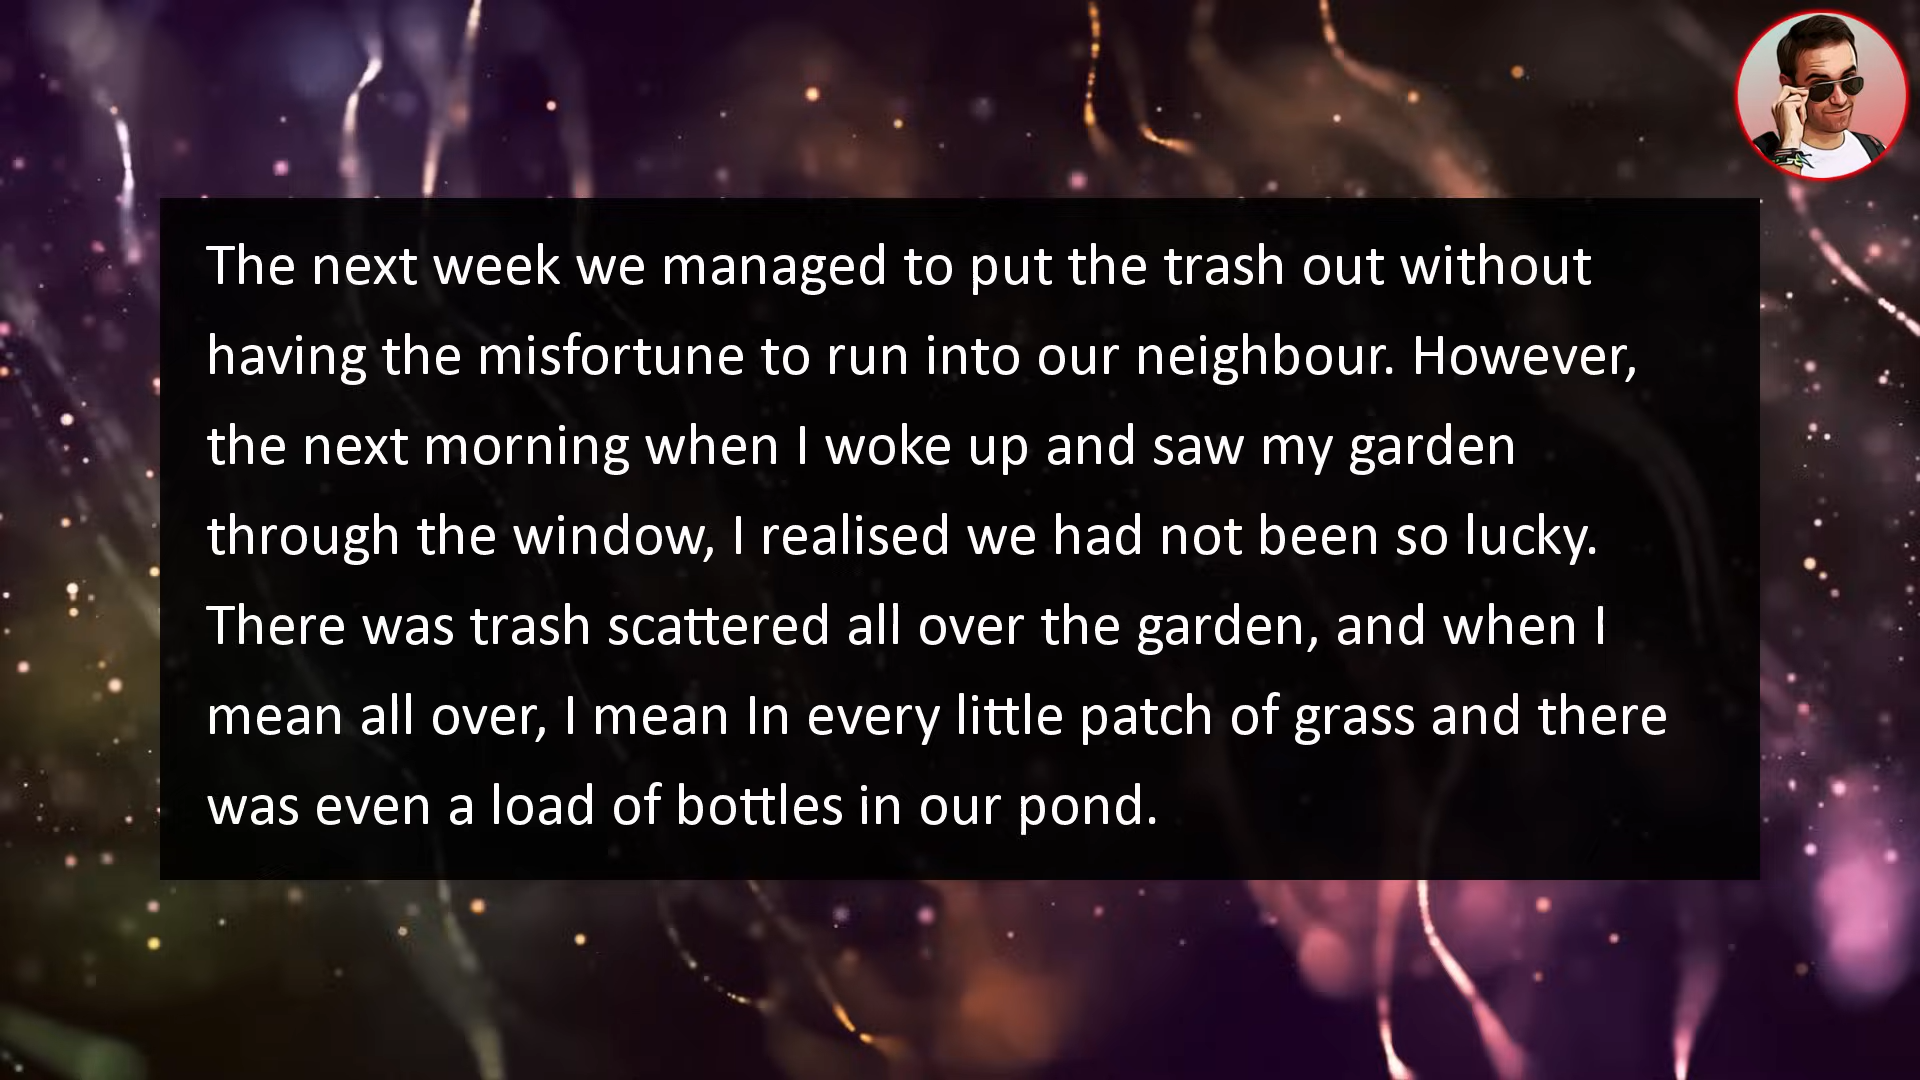 The next week we managed to put the trash out without
having the misfortune to run into our neighbour. However,
the next morning when I woke up and saw my garden
through the window, I realised we had not been so lucky.
There was trash scattered all over the garden, and when I
mean all over, I mean In every little patch of grass and there
was even a load of bottles in our pond.